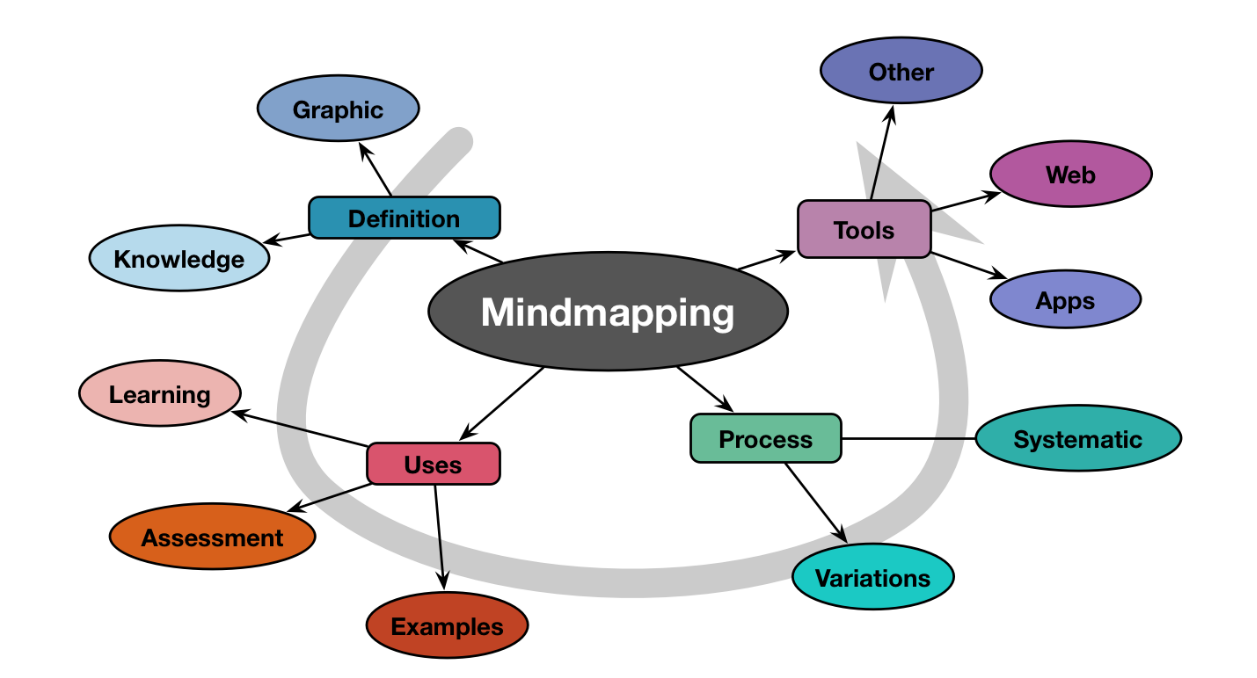 Other
Graphic
Web
Definition
Tools
Knowledge
Apps
Mindmapping
Learning
Process
Systematic
Uses
Assessment
Variations
Examples